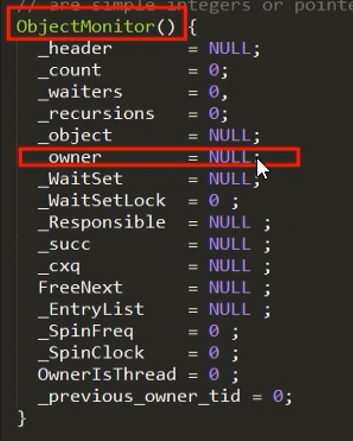 // are simple integers or pointe
ObjectMonitor() {
_header = NULL;
_count = 0;
_waiters = 0,
_recursions = 0;
_object = NULL;
_owner = NULL;
_WaitSet = NULL;
_WaitSetLock = 0 ;
_Responsible = NULL ;
_succ = NULL ;
_cxq = NULL ;
FreeNext = NULL ;
_EntryList = NULL ;
_SpinFreq = 0 ;
_SpinClock = 0 ;
OwnerIsThread = 0 ;
_previous_owner_tid = 0;
}